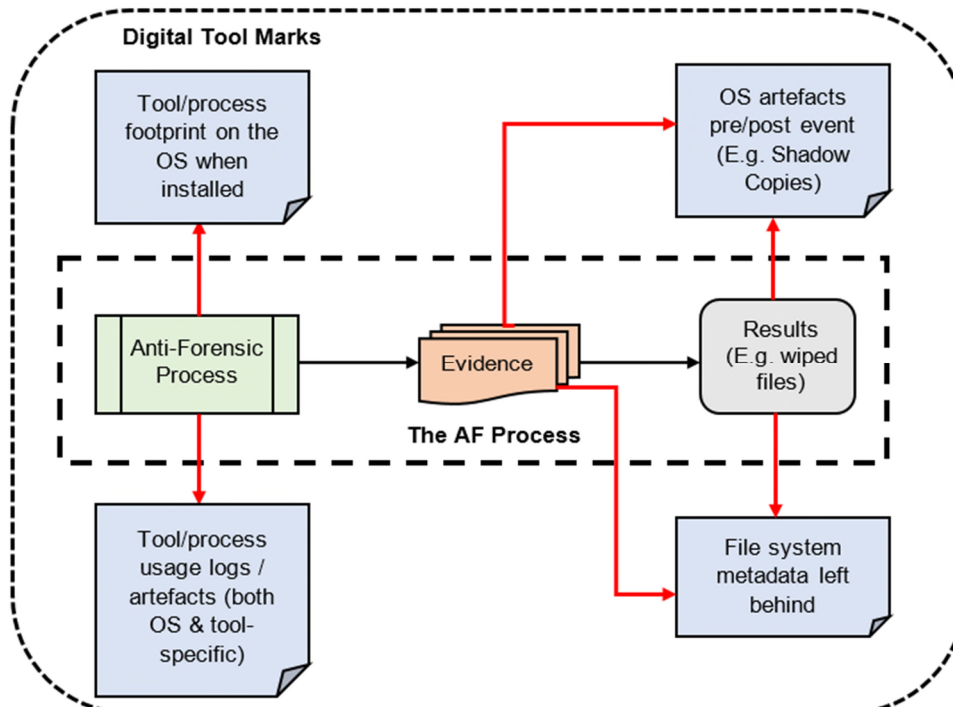 Digital Tool Marks
Tool/process
footprint on the
OS when
installed
OS artefacts
pre/post event
(E.g. Shadow
Copies)
Anti-Forensic
Process
Evidence
Results
(E.g. wiped
files)
The AF Process
Tool/process
usage logs /
artefacts (both
OS & tool-
specific)
File system
metadata left
behind